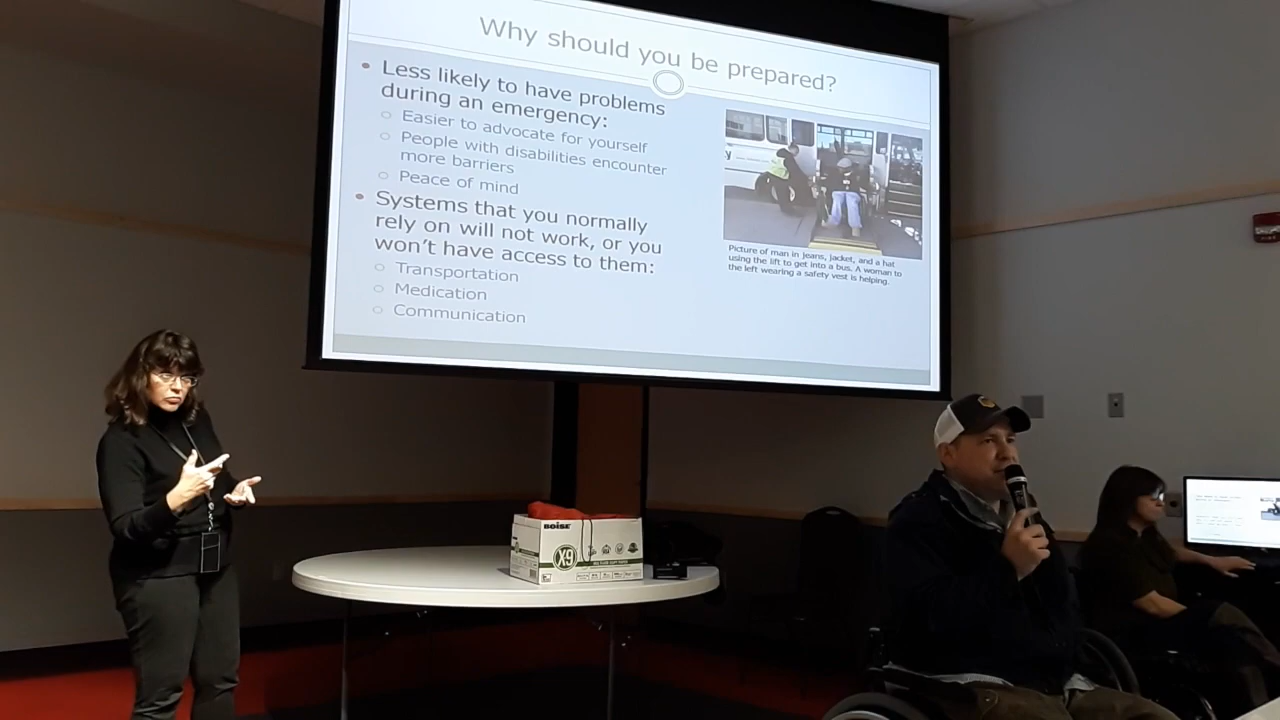 Why should you be prepared?
Less likely to have problems
during an emergency:
Easier to advocate for yourself
People with disabilities encounter
more barriers
Peace of mind
Systems that you normally
rely on will not work, or you
won't have access to them:
Transportation
Medication
Communication
Picture of man in jeans, jacket, and a hat
using the lift to get into a bus. A woman to
the left wearing a safety vest is helping.
BOISE
X-9